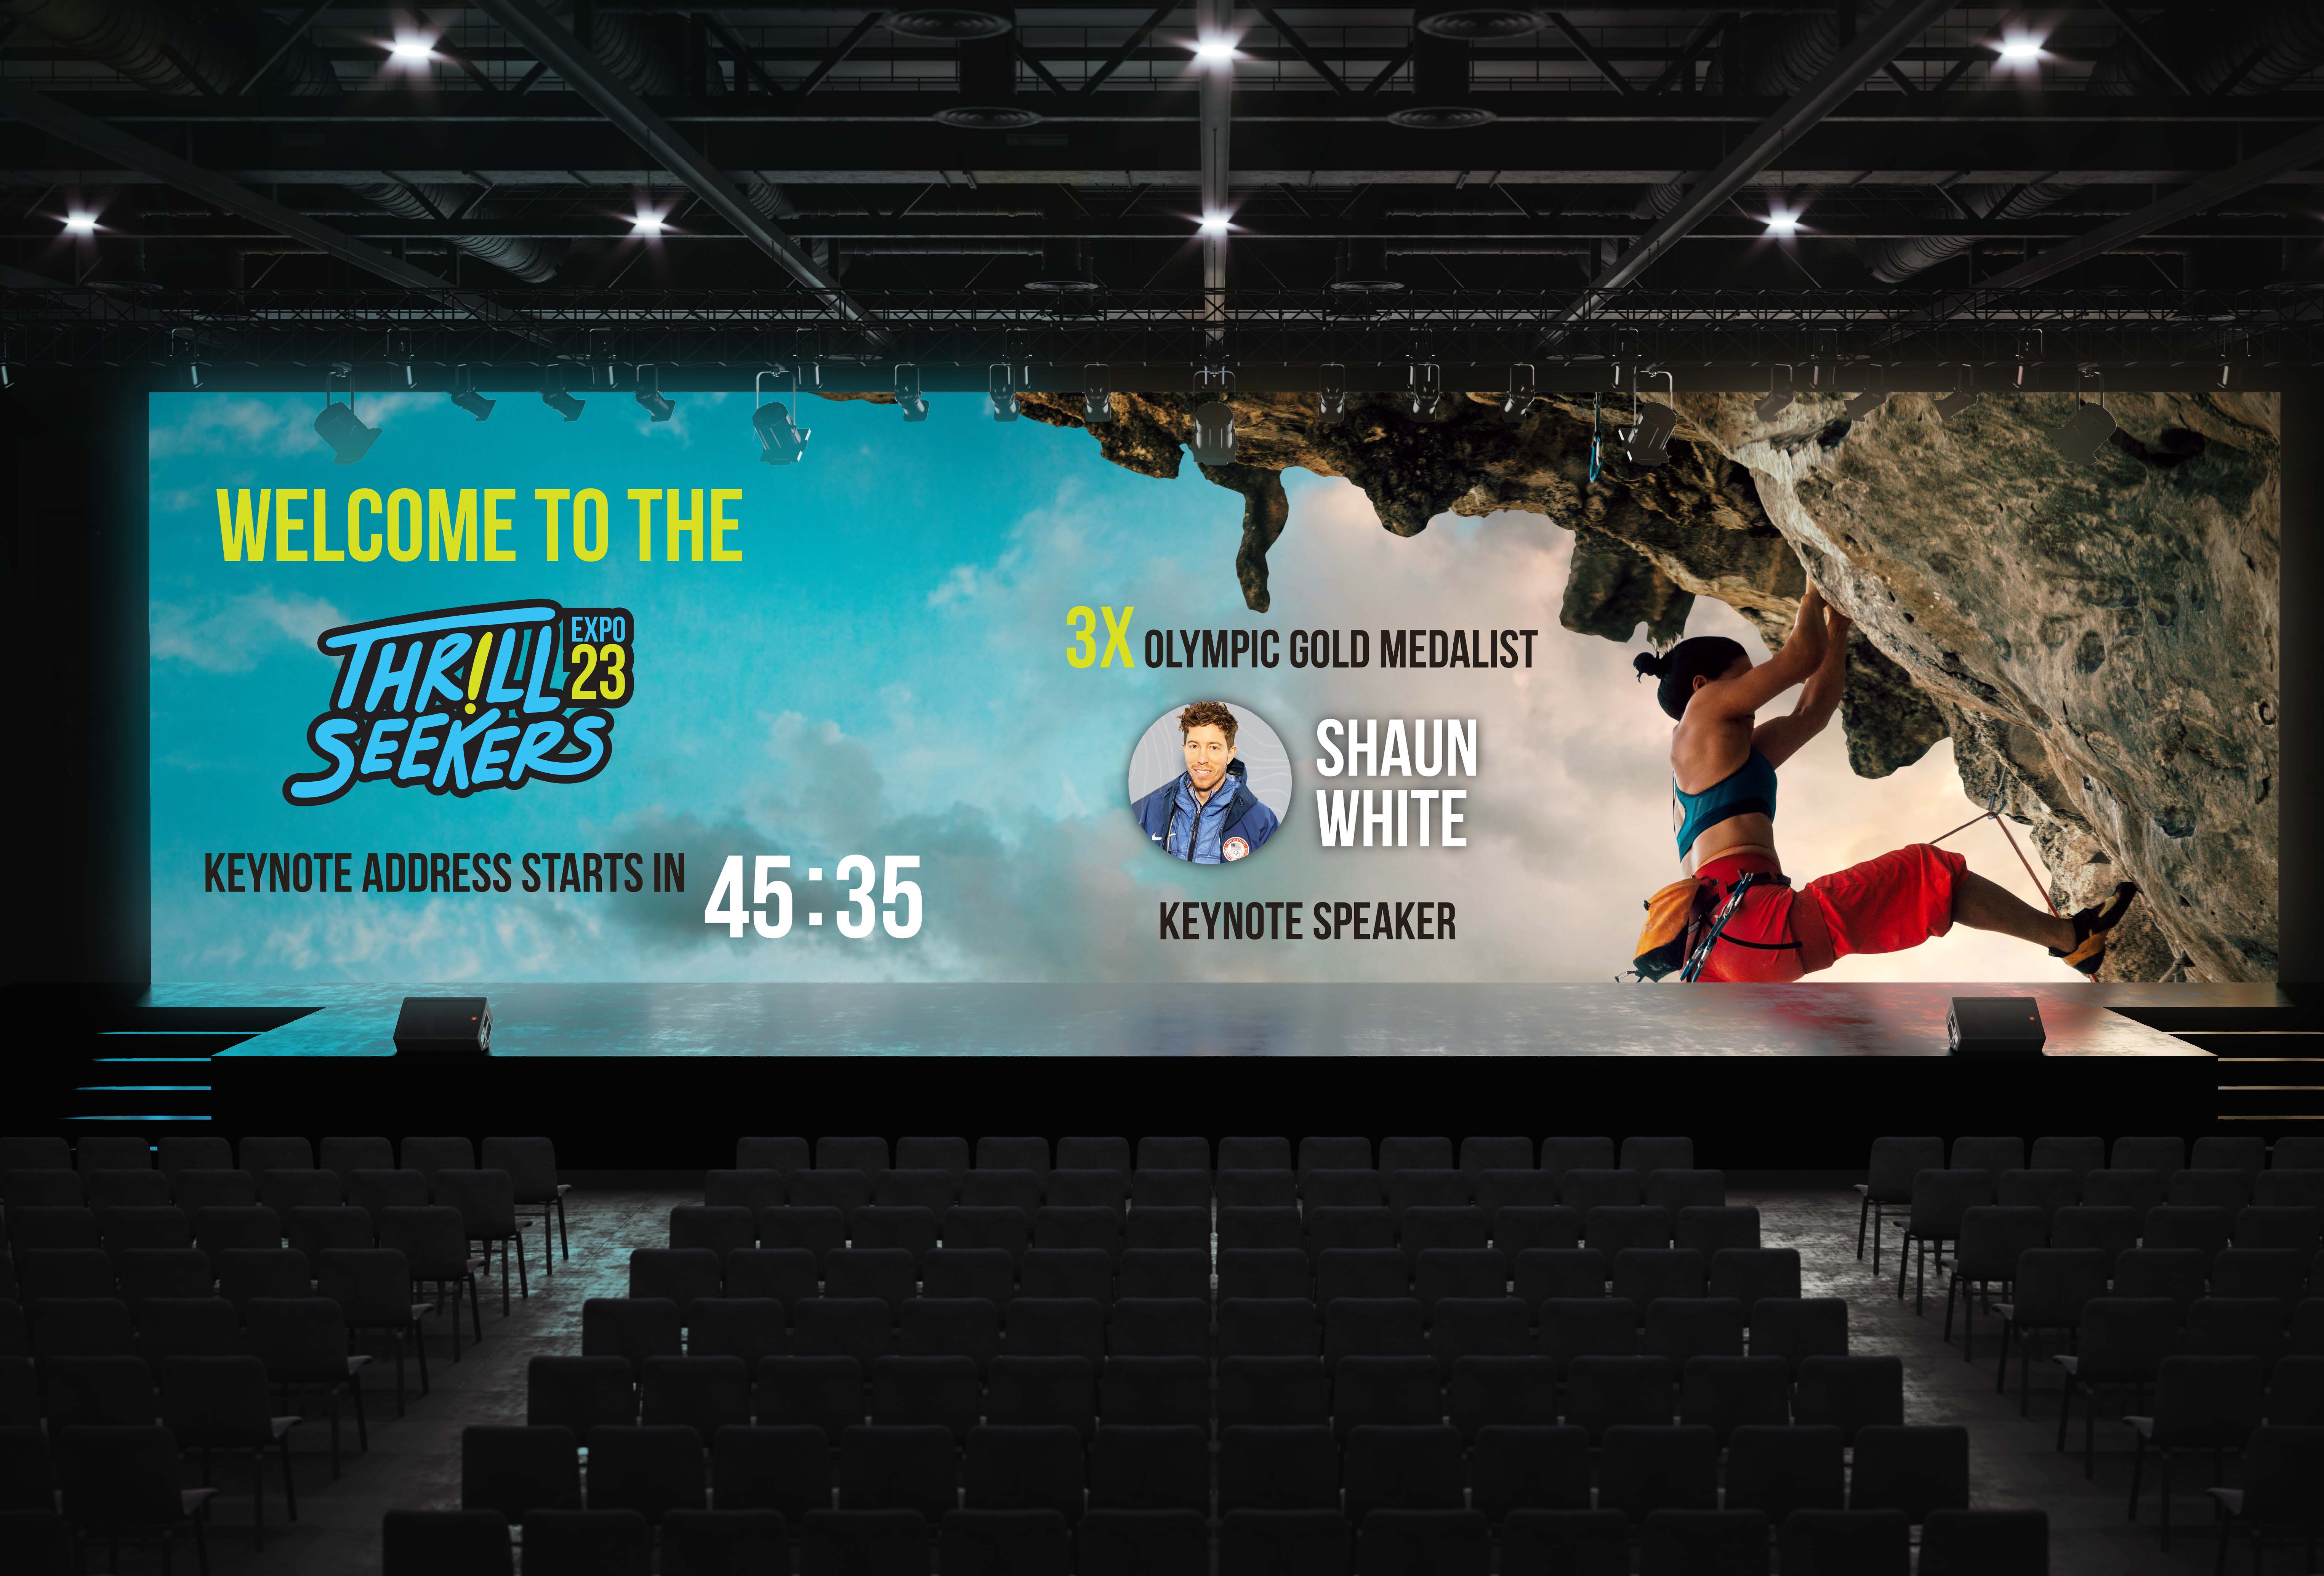 WELCOME TO THE
THR!LL
SEEKERS
EXPO
23
KEYNOTE ADDRESS STARTS IN 45:35
3X OLYMPIC GOLD MEDALIST
SHAUN
WHITE
KEYNOTE SPEAKER